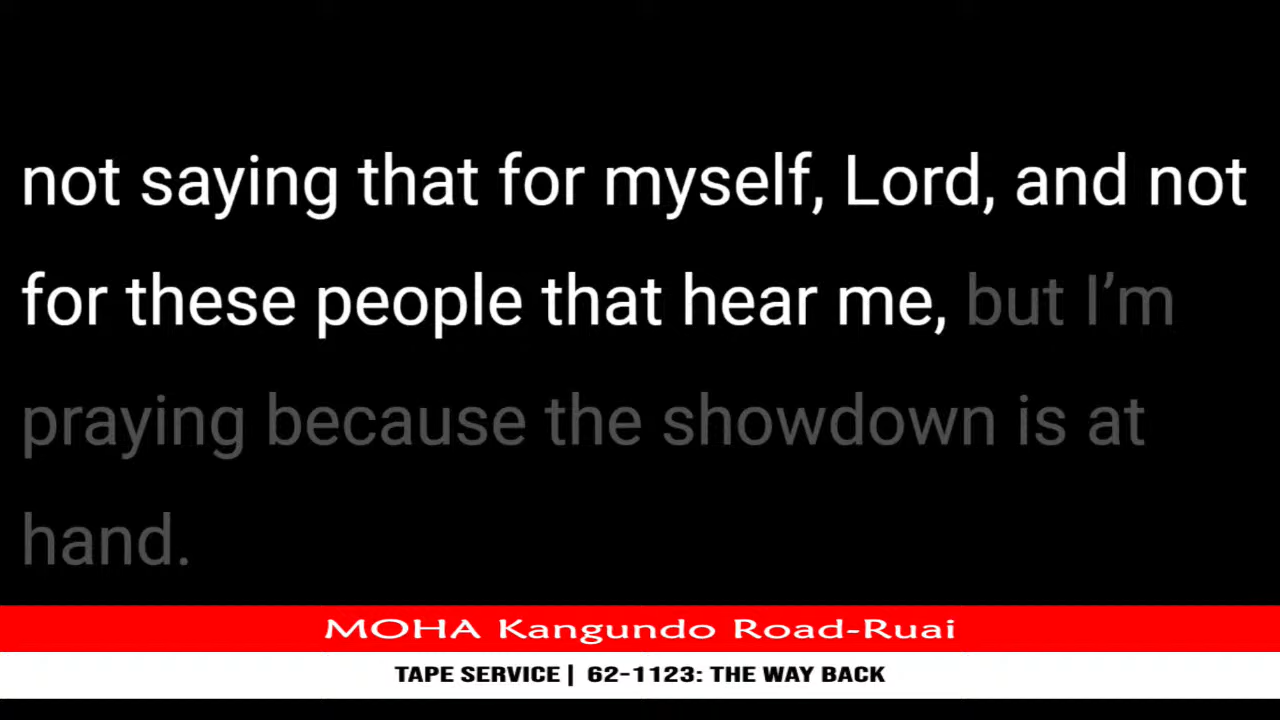 not saying that for myself, Lord, and not
for these people that hear me, but I’m
praying because the showdown is at
hand.
MOHA Kangundo Road-Ruai
TAPE SERVICE| 62-1123: THE WAY BACK